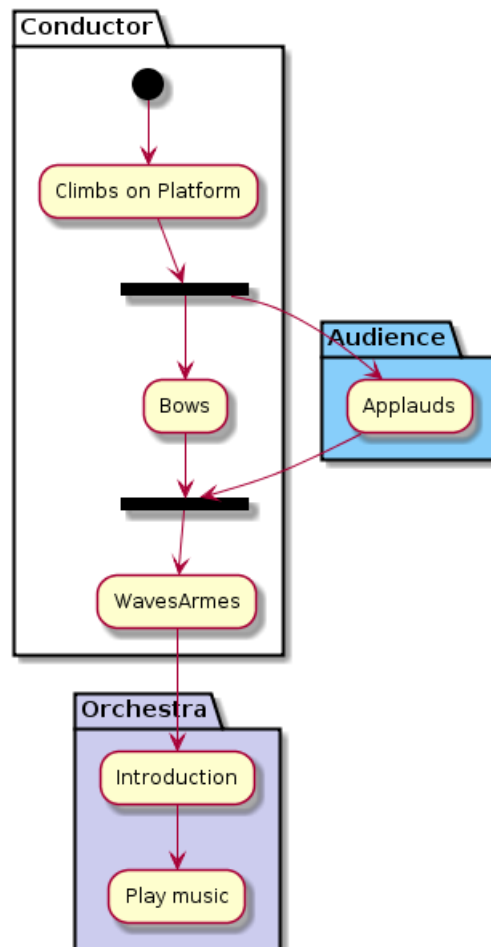 Conductor
Climbs on Platform
Audience
Bows
Applauds
WavesArmes
Orchestra
Introduction
Play music